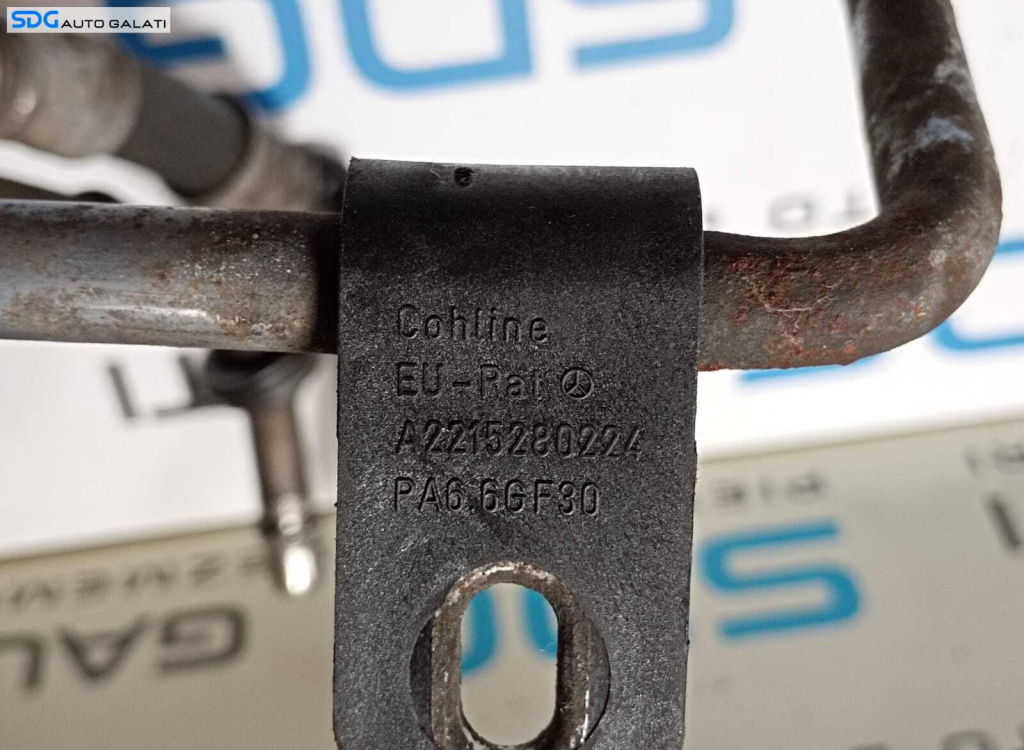 SDG AUTO GALATI
Cohline
EU-Pat
A2215280224
PA6.6GF30